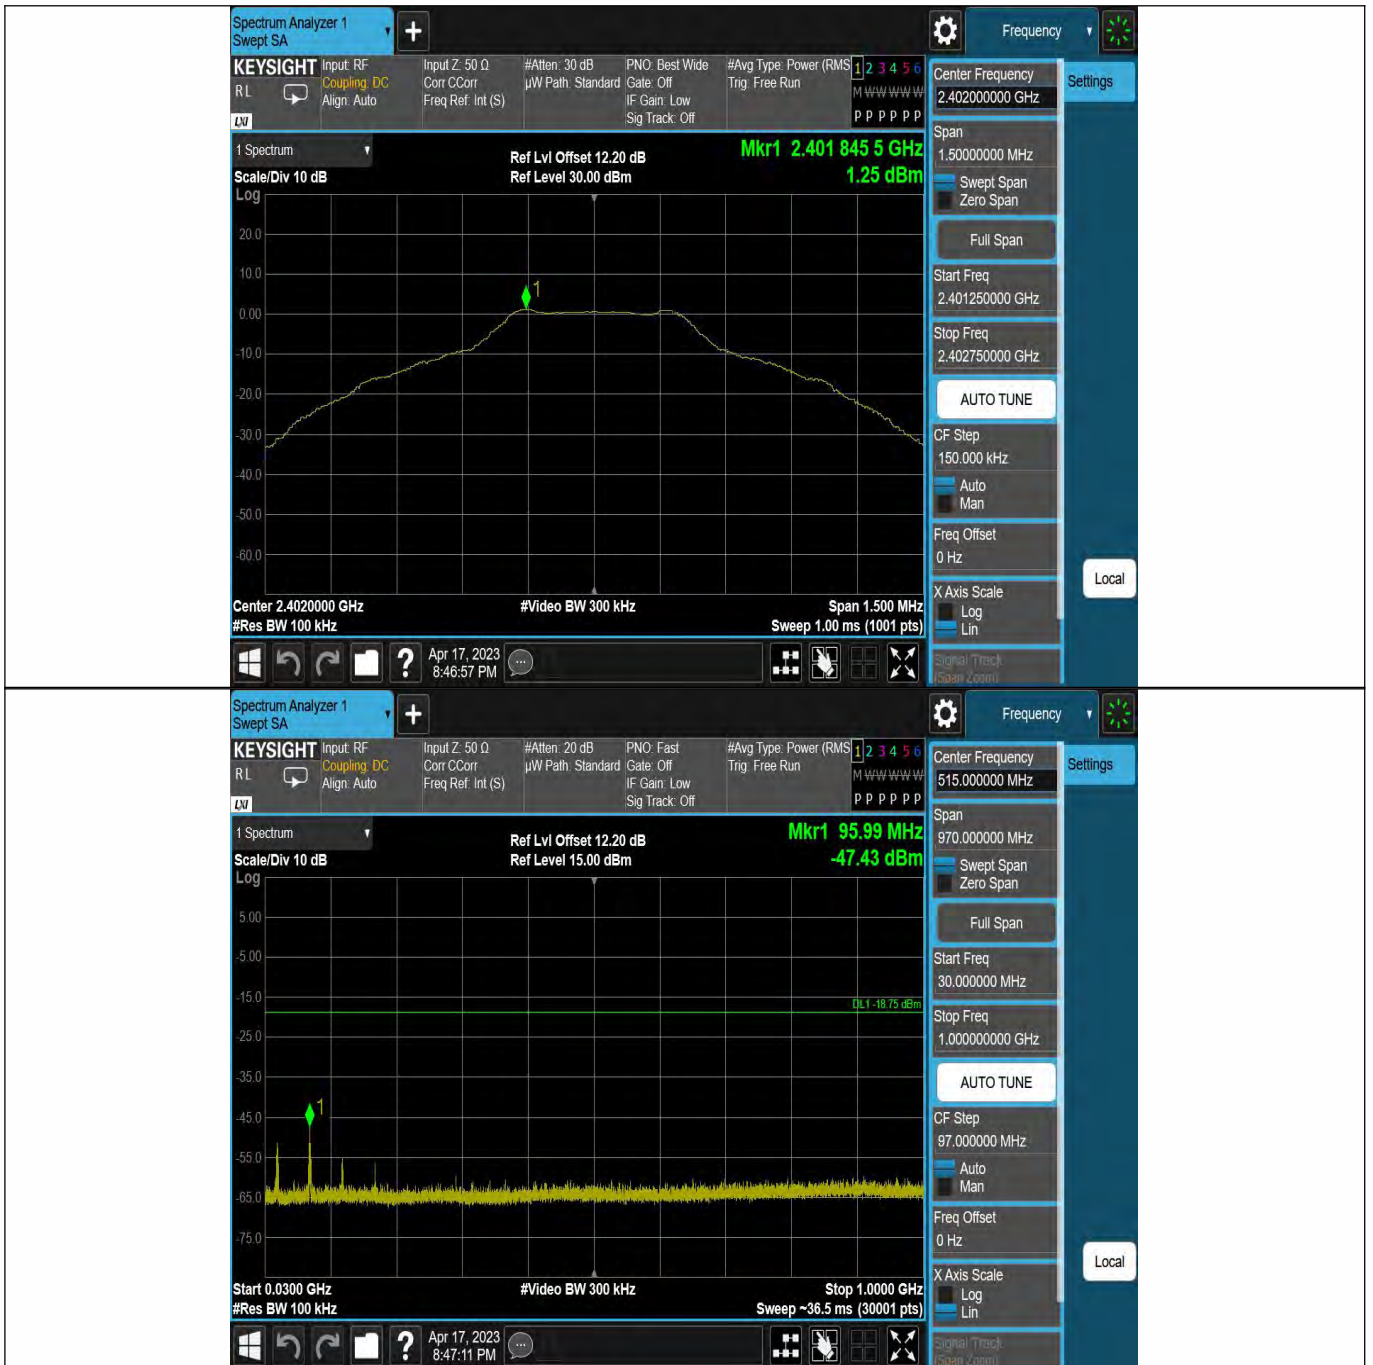 Spectrum Analyzer 1
Swept SA
Frequency
KEYSIGHT
RL
LXI
Input: RF
Coupling: DC
Align: Auto
Input Z: 50 Ω
Corr CCorr
Freq Ref: Int (S)
#Atten: 30 dB
µW Path: Standard
PNO: Best Wide
Gate: Off
IF Gain: Low
Sig Track: Off
#Avg Type: Power (RMS
Trig: Free Run
1 2 3 4 5 6
M W W W W W
P P P P P P
1 Spectrum
Scale/Div 10 dB
Log
Ref Lvl Offset 12.20 dB
Ref Level 30.00 dBm
Mkr1 2.401 845 5 GHz
1.25 dBm
20.0
10.0
0.00
-10.0
-20.0
-30.0
-40.0
-50.0
-60.0
1
Center 2.4020000 GHz
#Res BW 100 kHz
#Video BW 300 kHz
Span 1.500 MHz
Sweep 1.00 ms (1001 pts)
Apr 17, 2023
8:46:57 PM
Center Frequency
2.402000000 GHz
Settings
Span
1.50000000 MHz
Swept Span
Zero Span
Full Span
Start Freq
2.401250000 GHz
Stop Freq
2.402750000 GHz
AUTO TUNE
CF Step
150.000 kHz
Auto
Man
Freq Offset
0 Hz
X Axis Scale
Log
Lin
Signal Track
(Span Zoom)
Local
Spectrum Analyzer 1
Swept SA
Frequency
KEYSIGHT
RL
LXI
Input: RF
Coupling: DC
Align: Auto
Input Z: 50 Ω
Corr CCorr
Freq Ref: Int (S)
#Atten: 20 dB
µW Path: Standard
PNO: Fast
Gate: Off
IF Gain: Low
Sig Track: Off
#Avg Type: Power (RMS
Trig: Free Run
1 2 3 4 5 6
M W W W W W
P P P P P P
1 Spectrum
Scale/Div 10 dB
Log
Ref Lvl Offset 12.20 dB
Ref Level 15.00 dBm
Mkr1 95.99 MHz
-47.43 dBm
5.00
-5.00
-15.0
-25.0
-35.0
-45.0
-55.0
-65.0
-75.0
DL1 -18.75 dBm
1
Start 0.0300 GHz
#Res BW 100 kHz
#Video BW 300 kHz
Stop 1.0000 GHz
Sweep ~36.5 ms (30001 pts)
Apr 17, 2023
8:47:11 PM
Center Frequency
515.000000 MHz
Settings
Span
970.000000 MHz
Swept Span
Zero Span
Full Span
Start Freq
30.000000 MHz
Stop Freq
1.000000000 GHz
AUTO TUNE
CF Step
97.000000 MHz
Auto
Man
Freq Offset
0 Hz
X Axis Scale
Log
Lin
Signal Track
(Span Zoom)
Local